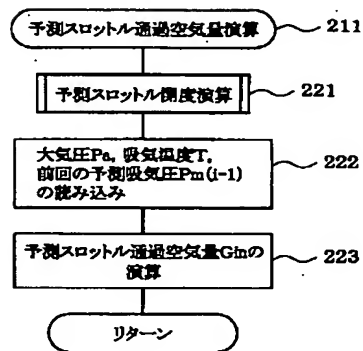 予測スロットル通過空気量演算
211
予測スロットル開度演算
221
大気圧Pa, 吸気温度T,
前回の予測吸気圧Pm(i-1)
の読み込み
222
予測スロットル通過空気量Ginの
演算
223
リターン